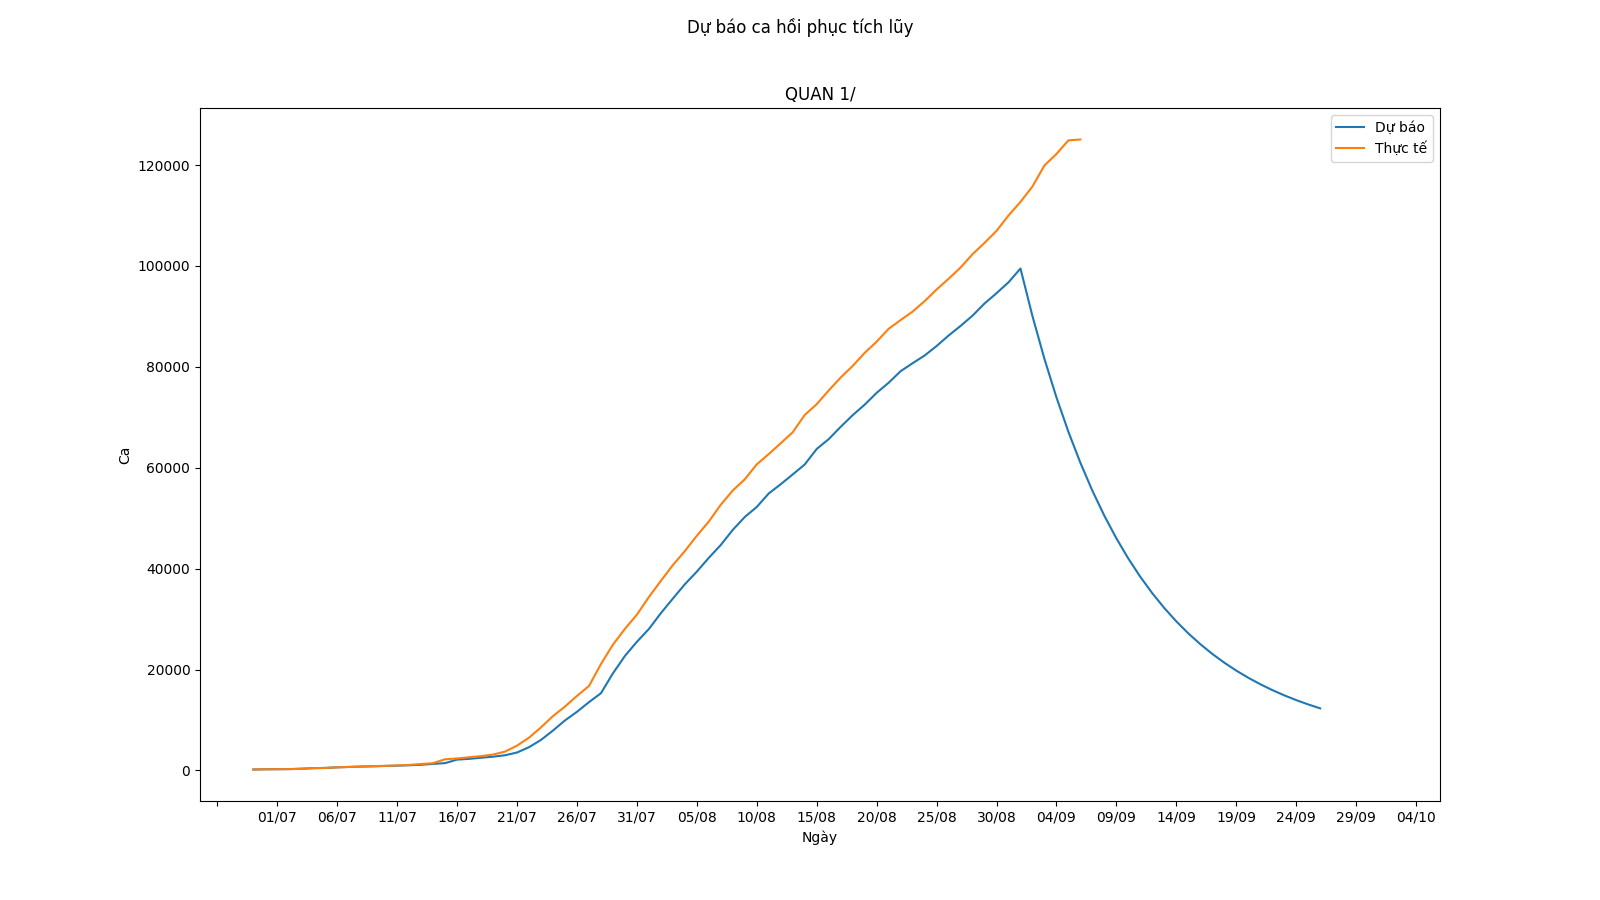 Dự báo ca hồi phục tích lũy
QUAN 1/
Dự báo
Thực tế
120000
100000
80000
60000
40000
20000
0
Ca
01/07 06/07 11/07 16/07 21/07 26/07 31/07 05/08 10/08 15/08 20/08 25/08 30/08 04/09 09/09 14/09 19/09 24/09 29/09 04/10
Ngày